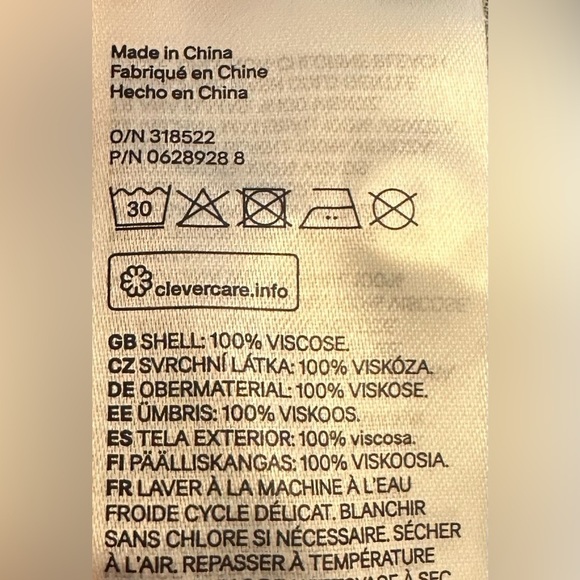 Made in China
Fabriqué en Chine
Hecho en China
O/N 318522
P/N 0628928 8
30
clevercare.info
GB SHELL: 100% VISCOSE.
CZ SVRCHNÍ LÁTKA: 100% VISKÓZA.
DE OBERMATERIAL: 100% VISKOSE.
EE ÜMBRIS: 100% VISKOOS.
ES TELA EXTERIOR: 100% viscosa.
FI PÄÄLLISKANGAS: 100% VISKOOSIA.
FR LAVER À LA MACHINE À L'EAU
FROIDE CYCLE DÉLICAT. BLANCHIR
SANS CHLORE SI NÉCESSAIRE. SÉCHER
À L'AIR. REPASSER À TEMPÉRATURE
À SEC